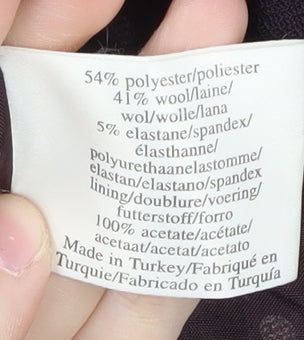 54% polyester/poliester
41% wool/laine/
wol/wolle/lana
5% elastane/spandex/
élasthanne/
polyurethaanelastomme/
elastan/elastano/spandex
lining/doublure/voering/
futterstoff/forro
100% acetate/acétate/
acetaat/acetat/acetato
Made in Turkey/Fabriqué en
Turquie/Fabricado en Turquía